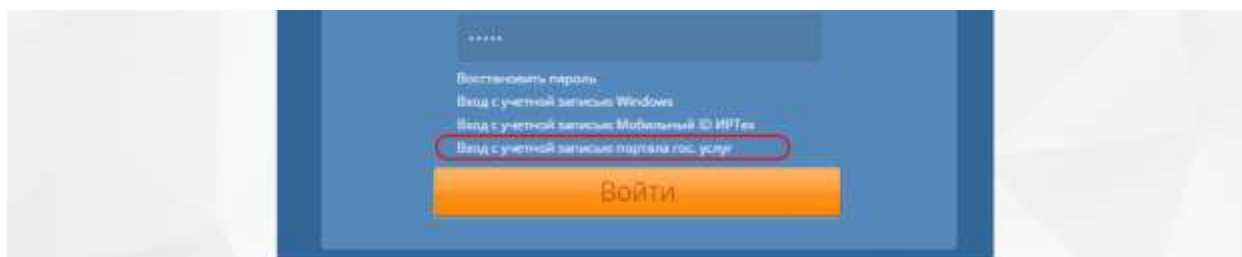 •••••
Восстановить пароль
Вход с учетной записью Windows
Вход с учетной записью Мобильный ID ИРТех
Вход с учетной записью портала гос. услуг
Войти